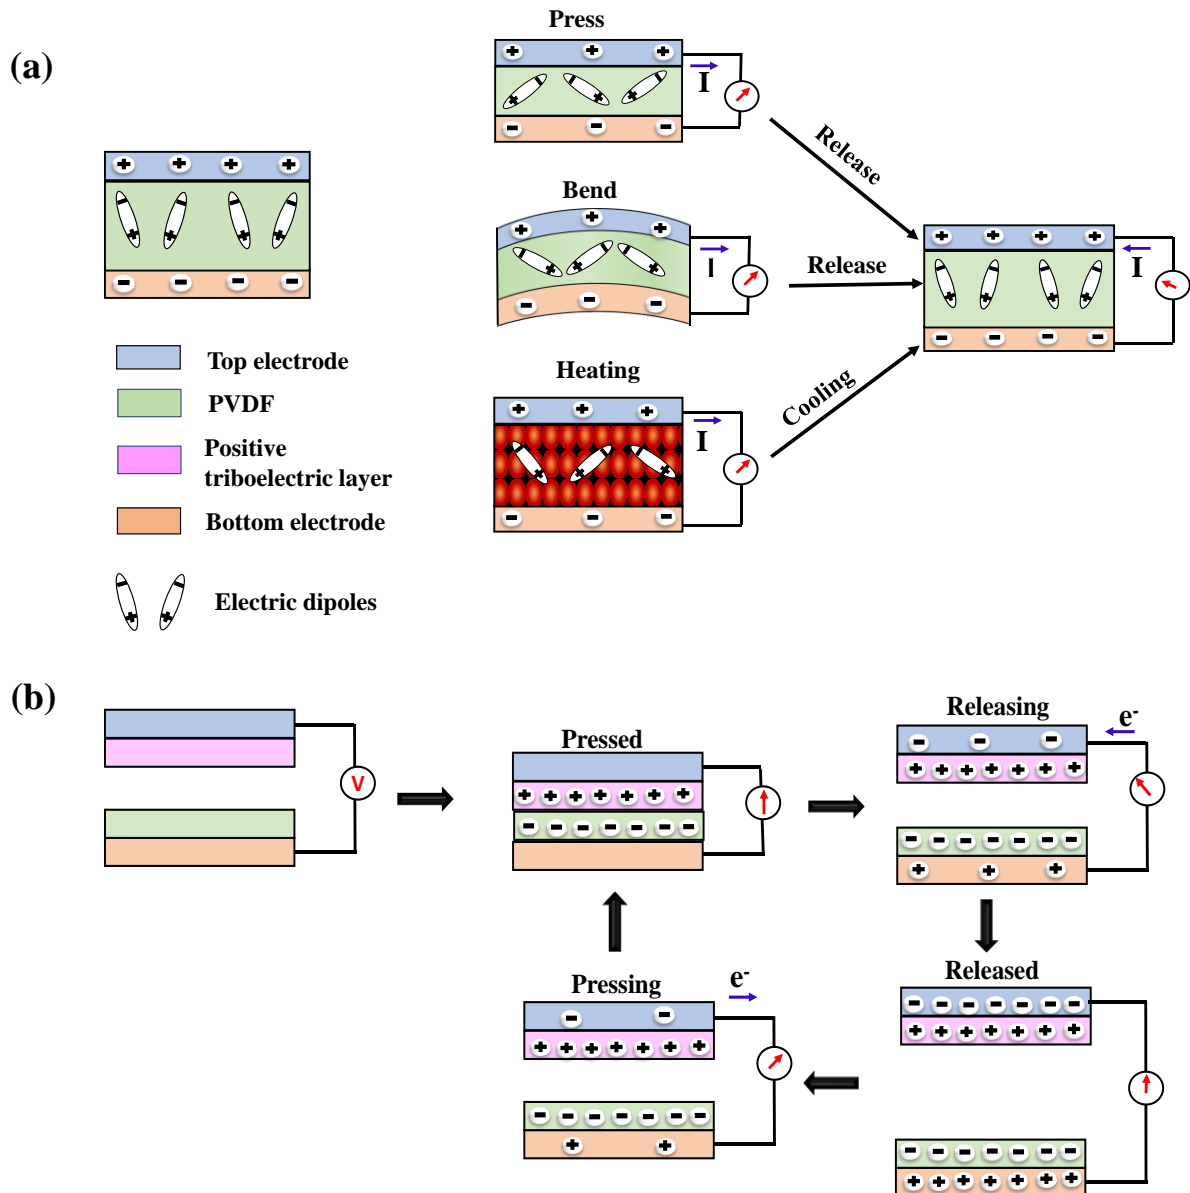 (a)
Press
I
Release
Bend
I
Release
I
Heating
I
Cooling
Top electrode
PVDF
Positive
triboelectric layer
Bottom electrode
Electric dipoles
(b)
V
Pressed
Releasing
e-
Pressing
e-
Released